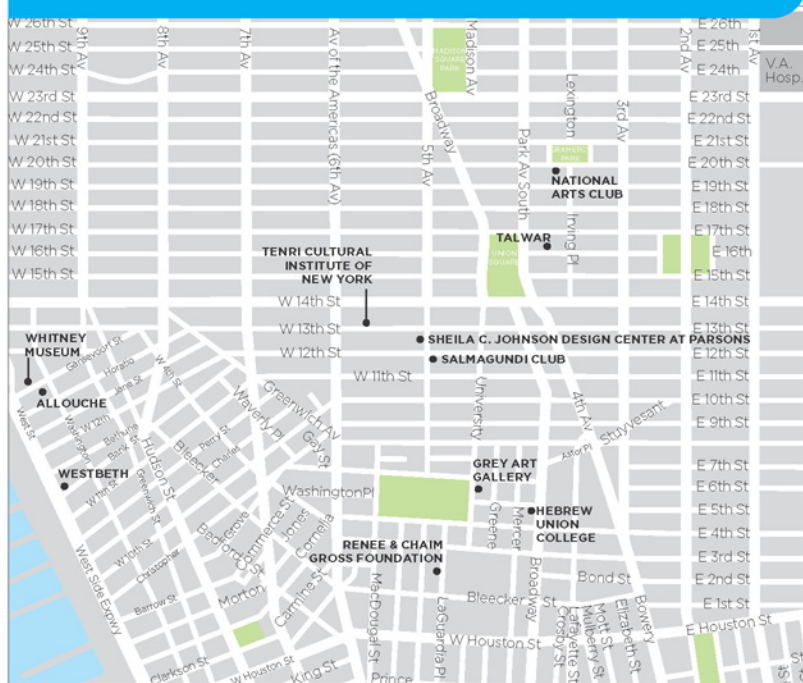 W 26th St
W 25th St
W 24th St
W 23rd St
W 22nd St
W 21st St
W 20th St
W 19th St
W 18th St
W 17th St
W 16th St
W 15th St
9th Av
8th Av
7th Av
Av of the Americas (6th Av)
MADISON
SQUARE
PARK
Madison Av
Broadway
5th Av
Park Av South
Lexington
3rd Av
2nd Av
1st Av
E 26th
E 25th
E 24th
E 23rd St
E 22nd St
E 21st St
E 20th St
E 19th St
E 18th St
E 17th St
E 16th
E 15th St
E 14th St
E 13th St
E 12th St
E 11th St
E 10th St
E 9th St
E 7th St
E 6th St
E 5th St
E 4th St
E 3rd St
E 2nd St
E 1st St
E Houston St
V.A.
Hosp.
GRAMERCY
PARK
NATIONAL
ARTS CLUB
Irving Pl
TALWAR
UNION
SQUARE
TENRI CULTURAL
INSTITUTE OF
NEW YORK
W 14th St
W 13th St
W 12th St
W 11th St
SHEILA C. JOHNSON DESIGN CENTER AT PARSONS
SALMAGUNDI CLUB
WHITNEY
MUSEUM
ALLOUCHE
WESTBETH
Gansevoort St
Horatio
Jane St
W 12th
Bethune
Bank St
W 11th St
W 10th St
Christopher
Barrow St
Morton
Clarkson St
West St
Washington
Greenwich St
Hudson St
Bleecker
W 4th St
Perry St
Charles
Waverly Pl
Greenwich Av
Gay St
Grove
Bedford St
Commerce St
Jones
Cornelia
Carmine St
West Side Expwy
Washington Pl
University
4th Av
Stuyvesant
Astor Pl
GREY ART
GALLERY
HEBREW
UNION
COLLEGE
Greene
Mercer
Broadway
RENEE & CHAIM
GROSS FOUNDATION
MacDougal St
LaGuardia Pl
Bleecker St
Bond St
Crosby St
Lafayette St
Mulberry St
Mott St
Elizabeth St
Bowery
W Houston St
W Houston St
King St
Prince